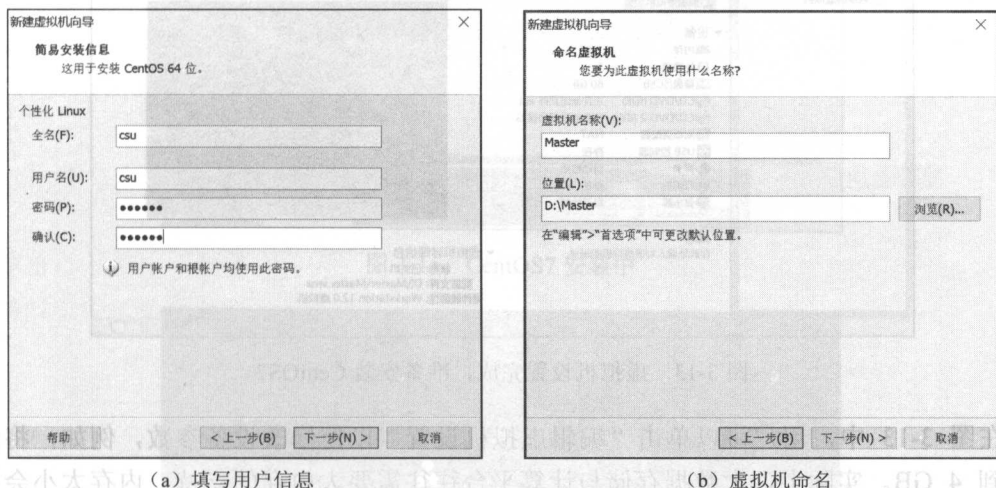 新建虚拟机向导
简易安装信息
这用于安装 CentOS 64 位。
个性化 Linux
全名(F): csu
用户名(U): csu
密码(P): ●●●●●●
确认(C): ●●●●●●
用户帐户和根帐户均使用此密码。
帮助 < 上一步(B) 下一步(N) > 取消
(a) 填写用户信息
新建虚拟机向导
命名虚拟机
您要为此虚拟机使用什么名称?
虚拟机名称(V):
Master
位置(L):
D:\Master 浏览(R)...
在"编辑">"首选项"中可更改默认位置。
< 上一步(B) 下一步(N) > 取消
(b) 虚拟机命名